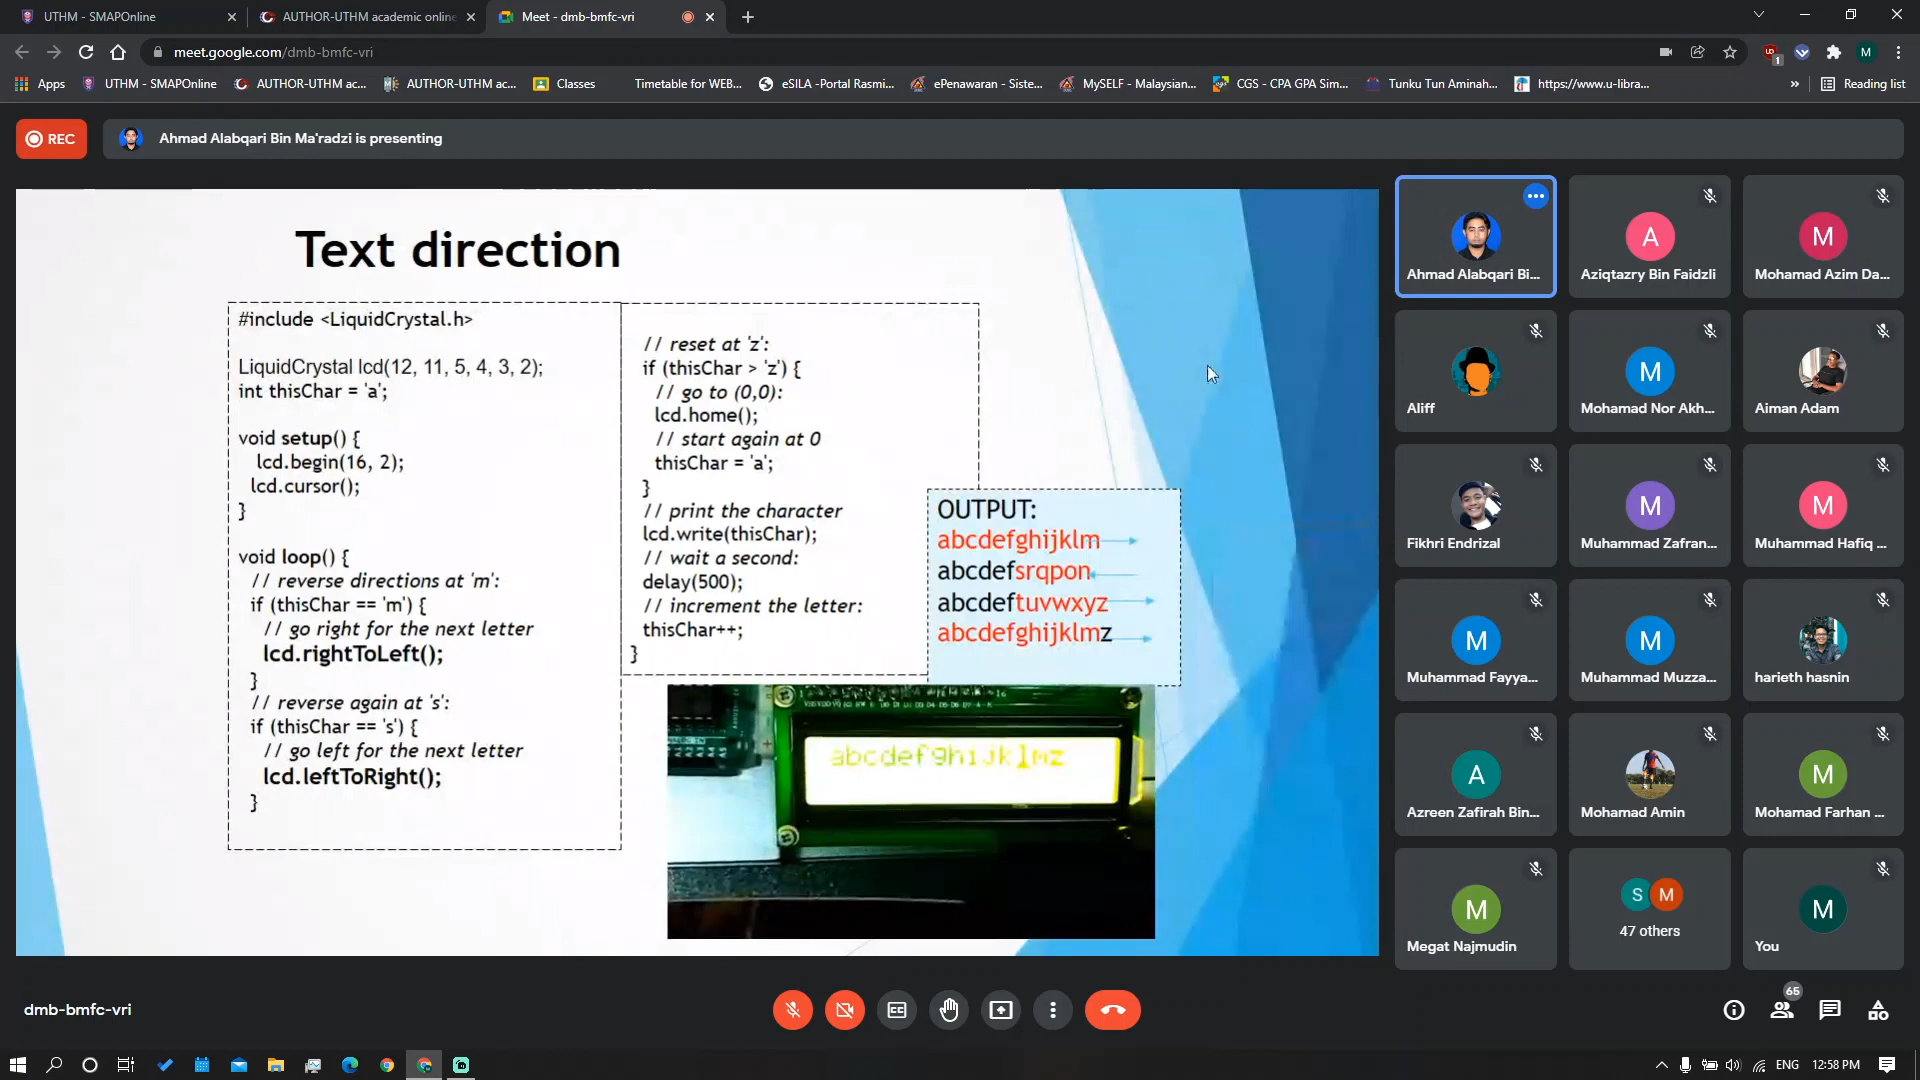 UTHM - SMAPOnline
AUTHOR-UTHM academic online
Meet - dmb-bmfc-vri
meet.google.com/dmb-bmfc-vri
1
M
Apps
UTHM - SMAPOnline
AUTHOR-UTHM ac...
AUTHOR-UTHM ac...
Classes
Timetable for WEB...
eSILA -Portal Rasmi...
ePenawaran - Siste...
MySELF - Malaysian...
CGS - CPA GPA Sim...
Tunku Tun Aminah...
https://www.u-libra...
»
Reading list
REC
Ahmad Alabqari Bin Ma'radzi is presenting
Text direction
#include <LiquidCrystal.h>
LiquidCrystal lcd(12, 11, 5, 4, 3, 2);
int thisChar = 'a';
void setup() {
lcd.begin(16, 2);
lcd.cursor();
}
void loop() {
// reverse directions at 'm':
if (thisChar == 'm') {
// go right for the next letter
lcd.rightToLeft();
}
// reverse again at 's':
if (thisChar == 's') {
// go left for the next letter
lcd.leftToRight();
}
// reset at 'z':
if (thisChar > 'z') {
// go to (0,0):
lcd.home();
// start again at 0
thisChar = 'a';
}
// print the character
lcd.write(thisChar);
// wait a second:
delay(500);
// increment the letter:
thisChar++;
}
OUTPUT:
abcdefghijklm
abcdefsrqpon
abcdeftuvwxyz
abcdefghijklmz
abcdefghijklmz
Ahmad Alabqari Bi...
A
Aziqtazry Bin Faidzli
M
Mohamad Azim Da...
Aliff
M
Mohamad Nor Akh...
Aiman Adam
Fikhri Endrizal
M
Muhammad Zafran...
M
Muhammad Hafiq ...
M
Muhammad Fayya...
M
Muhammad Muzza...
harieth hasnin
A
Azreen Zafirah Bin...
Mohamad Amin
M
Mohamad Farhan ...
M
Megat Najmudin
S M
47 others
M
You
dmb-bmfc-vri
65
ENG
12:58 PM